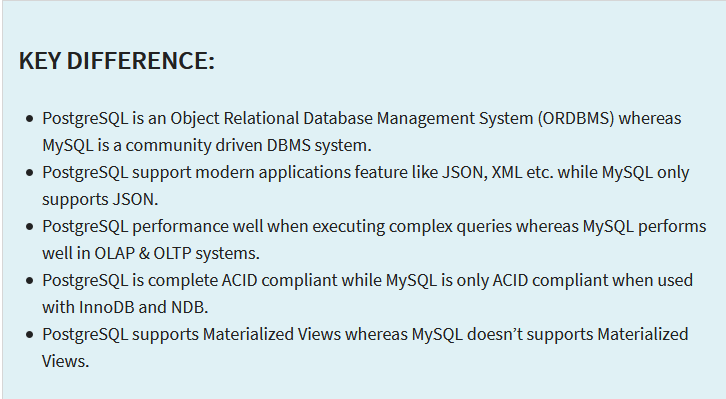 KEY DIFFERENCE:
• PostgreSQL is an Object Relational Database Management System (ORDBMS) whereas
MySQL is a community driven DBMS system.
• PostgreSQL support modern applications feature like JSON, XML etc. while MySQL only
supports JSON.
• PostgreSQL performance well when executing complex queries whereas MySQL performs
well in OLAP & OLTP systems.
• PostgreSQL is complete ACID compliant while MySQL is only ACID compliant when used
with InnoDB and NDB.
• PostgreSQL supports Materialized Views whereas MySQL doesn’t supports Materialized
Views.